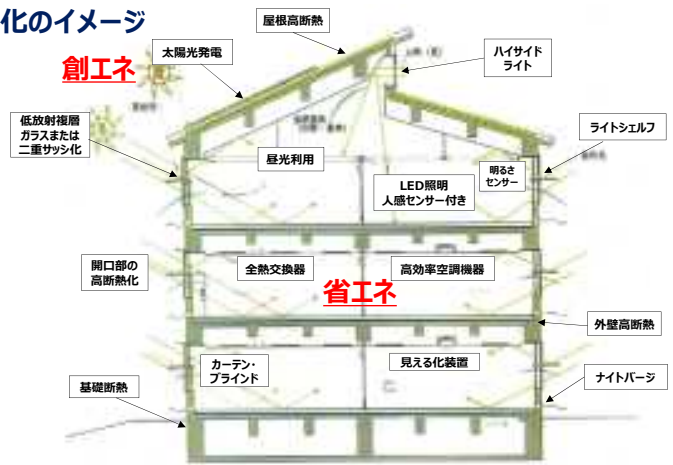 化のイメージ
屋根高断熱
太陽光発電
創エネ
ハイサイド
ライト
低放射複層
ガラスまたは
二重サッシ化
ライトシェルフ
昼光利用
LED照明
人感センサー付き
明るさ
センサー
開口部の
高断熱化
全熱交換器
高効率空調機器
省エネ
外壁高断熱
カーテン・
ブラインド
見える化装置
基礎断熱
ナイトバージ